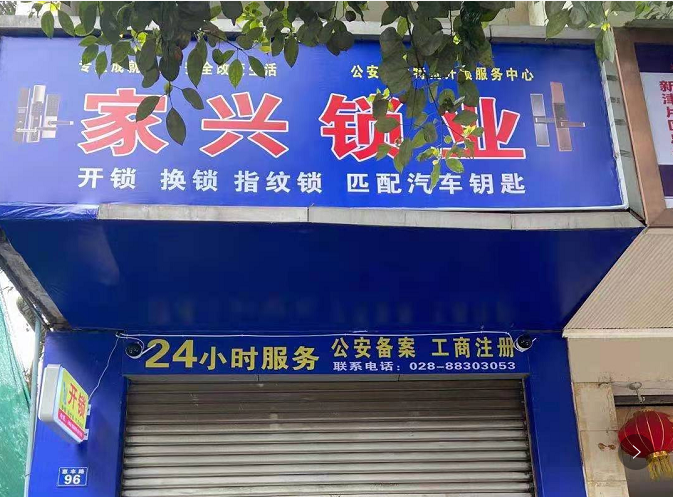 公安 服务中心
家兴锁业
开锁 换锁 指纹锁 匹配汽车钥匙
24小时服务
公安备案 工商注册
联系电话：028-88303053
开锁
96